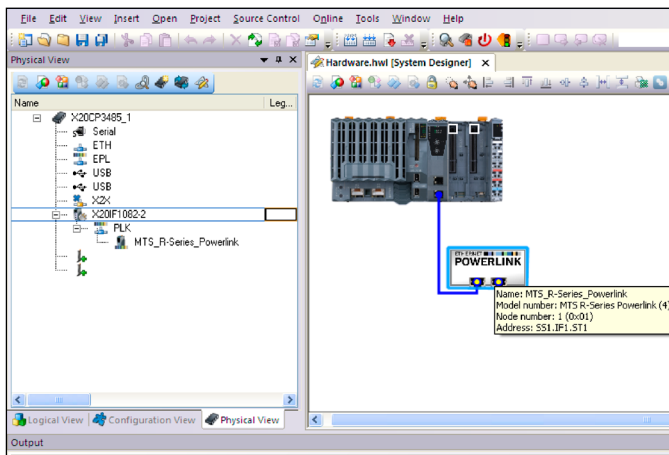 File Edit View Insert Open Project Source Control Online Tools Window Help
Physical View
Hardware.hwl [System Designer]
Name Leg...
X20CP3485_1
Serial
ETH
EPL
USB
USB
X2X
X20IF1082-2
PLK
MTS_R-Series_Powerlink
ETHERNET
POWERLINK
Name: MTS_R-Series_Powerlink
Model number: MTS R-Series Powerlink (4)
Node number: 1 (0x01)
Address: SS1.IF1.ST1
Logical View Configuration View Physical View
Output